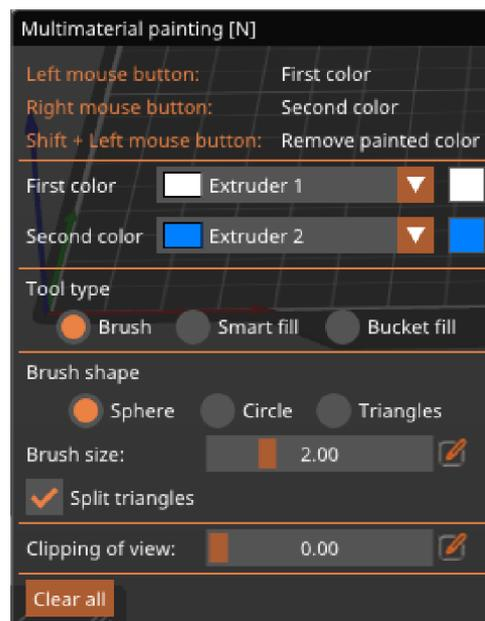 Multimaterial painting [N]
Left mouse button: First color
Right mouse button: Second color
Shift + Left mouse button: Remove painted color
First color Extruder 1
Second color Extruder 2
Tool type
Brush Smart fill Bucket fill
Brush shape
Sphere Circle Triangles
Brush size: 2.00
Split triangles
Clipping of view: 0.00
Clear all